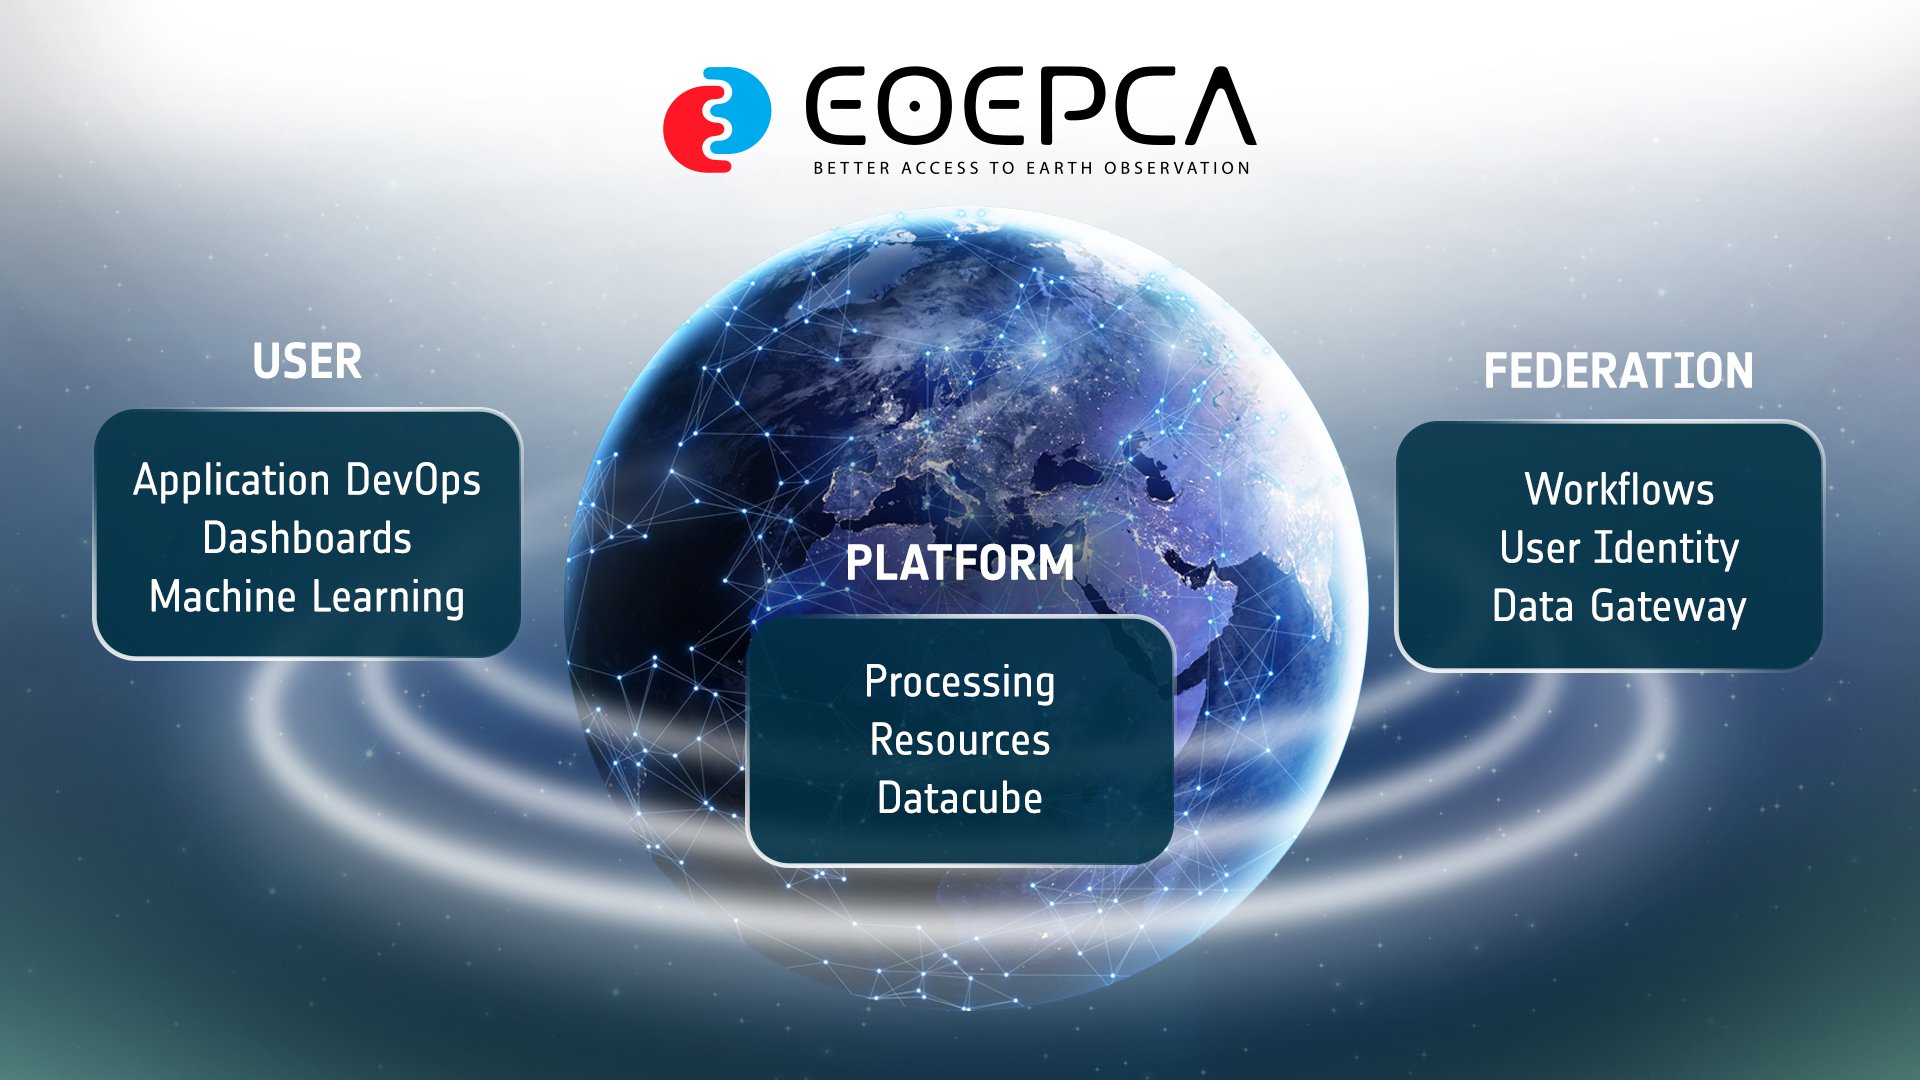 EOEPCA
BETTER ACCESS TO EARTH OBSERVATION
USER
Application DevOps
Dashboards
Machine Learning
PLATFORM
Processing
Resources
Datacube
FEDERATION
Workflows
User Identity
Data Gateway